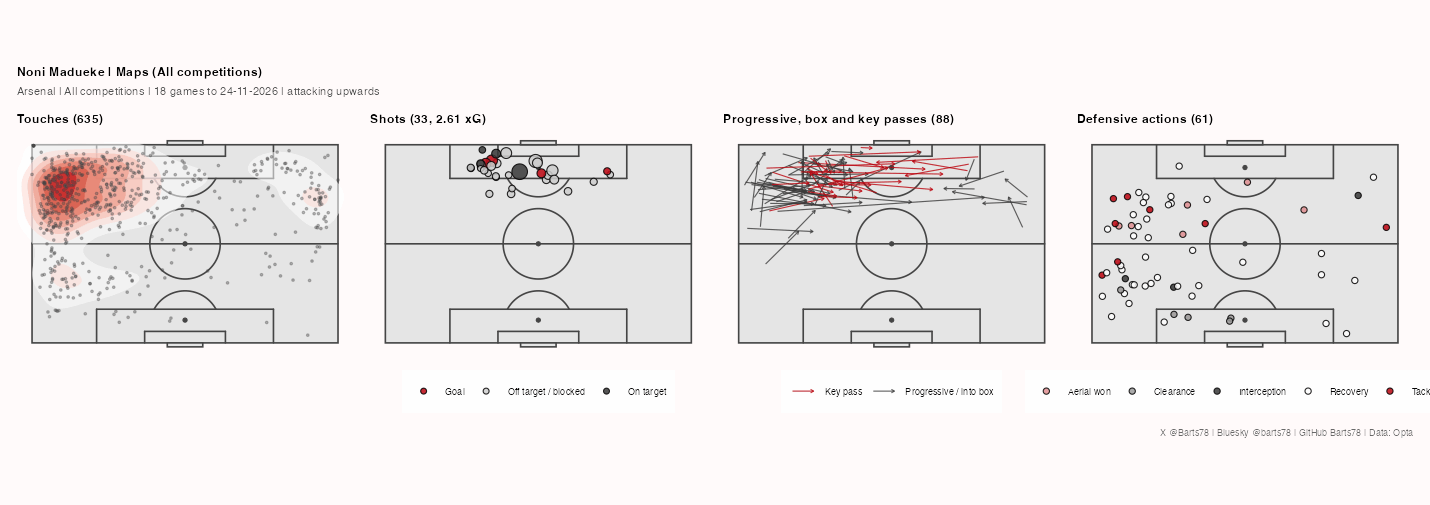 Noni Madueke | Maps (All competitions)
Arsenal | All competitions | 18 games to 24-11-2026 | attacking upwards
Touches (635)
Shots (33, 2.61 xG)
Progressive, box and key passes (88)
Defensive actions (61)
Goal
Off target / blocked
On target
Key pass
Progressive / into box
Aerial won
Clearance
Interception
Recovery
Tack
X @Barts78 | Bluesky @barts78 | GitHub Barts78 | Data: Opta